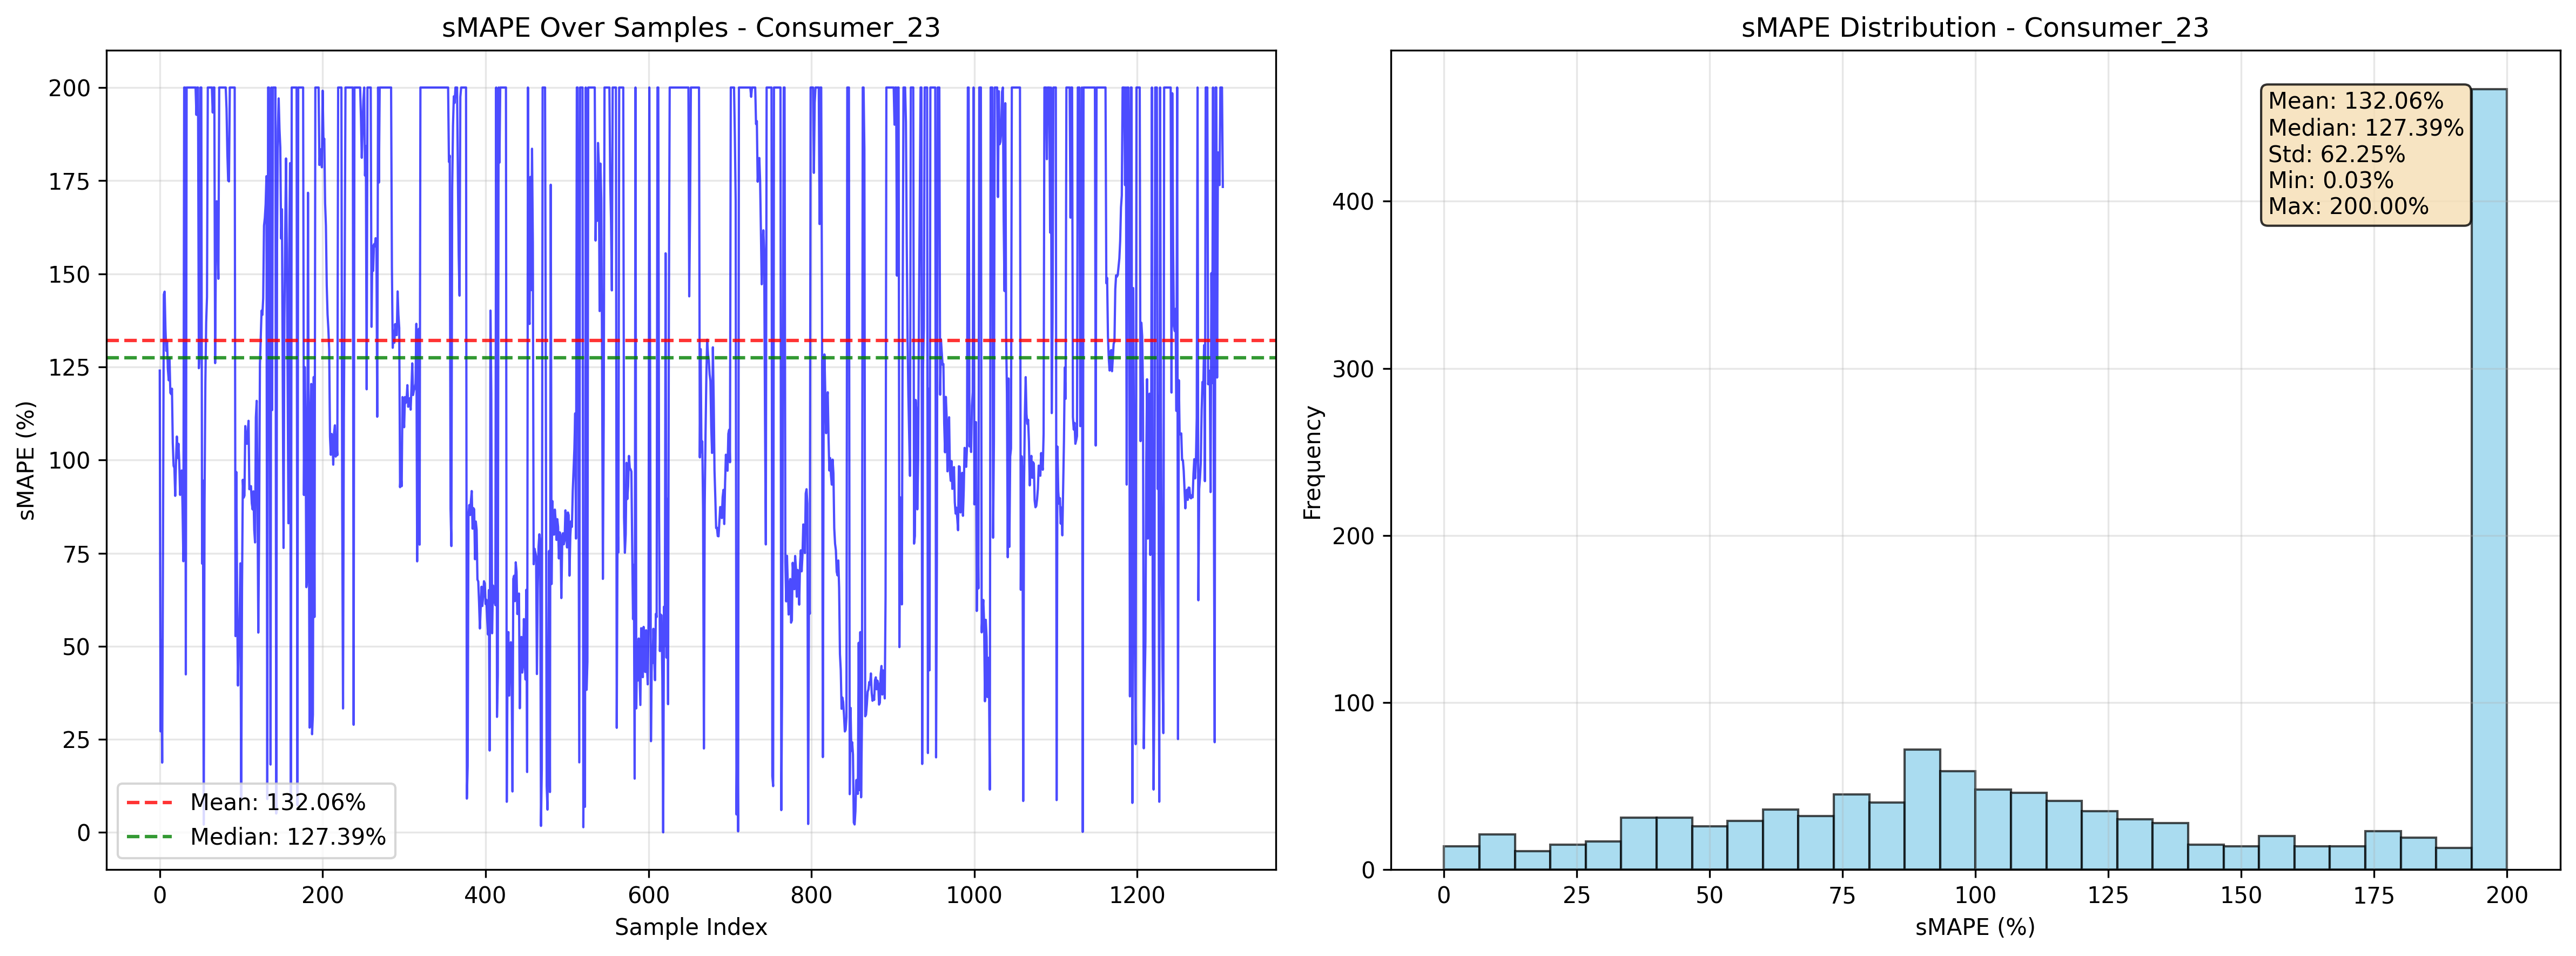 sMAPE Over Samples - Consumer_23
sMAPE (%)
200
175
150
125
100
75
50
25
0
Mean: 132.06%
Median: 127.39%
0 200 400 600 800 1000 1200
Sample Index
sMAPE Distribution - Consumer_23
Frequency
400
300
200
100
0
Mean: 132.06%
Median: 127.39%
Std: 62.25%
Min: 0.03%
Max: 200.00%
0 25 50 75 100 125 150 175 200
sMAPE (%)